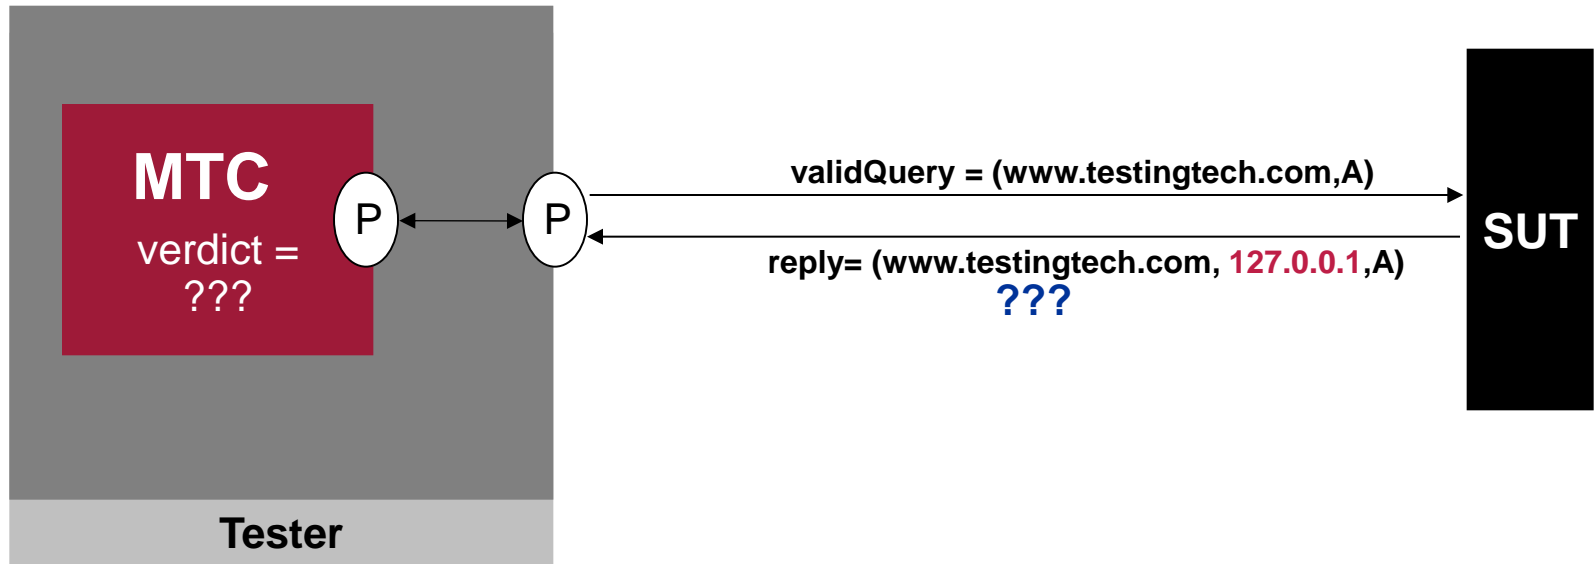 MTC
verdict =
???
P
P
validQuery = (www.testingtech.com,A)
reply= (www.testingtech.com, 127.0.0.1,A)
???
SUT
Tester